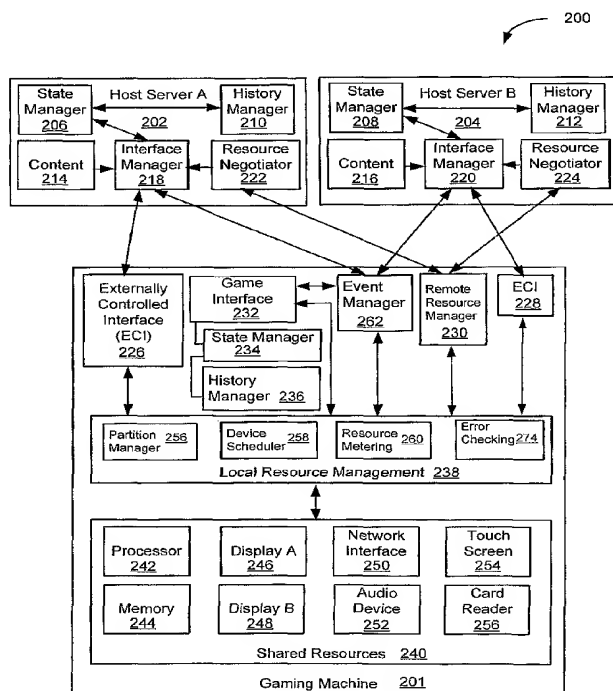 200
State
Manager
206
Host Server A
202
History
Manager
210
Content
214
Interface
Manager
218
Resource
Negotiator
222
State
Manager
208
Host Server B
204
History
Manager
212
Content
216
Interface
Manager
220
Resource
Negotiator
224
Externally
Controlled
Interface
(ECI)
226
Game
Interface
232
State Manager
234
History
Manager 236
Event
Manager
262
Remote
Resource
Manager
230
ECI
228
Partition
Manager 256
Device
Scheduler 258
Resource
Metering 260
Error
Checking 274
Local Resource Management 238
Processor
242
Display A
246
Network
Interface
250
Touch
Screen
254
Memory
244
Display B
248
Audio
Device
252
Card
Reader
256
Shared Resources 240
Gaming Machine 201